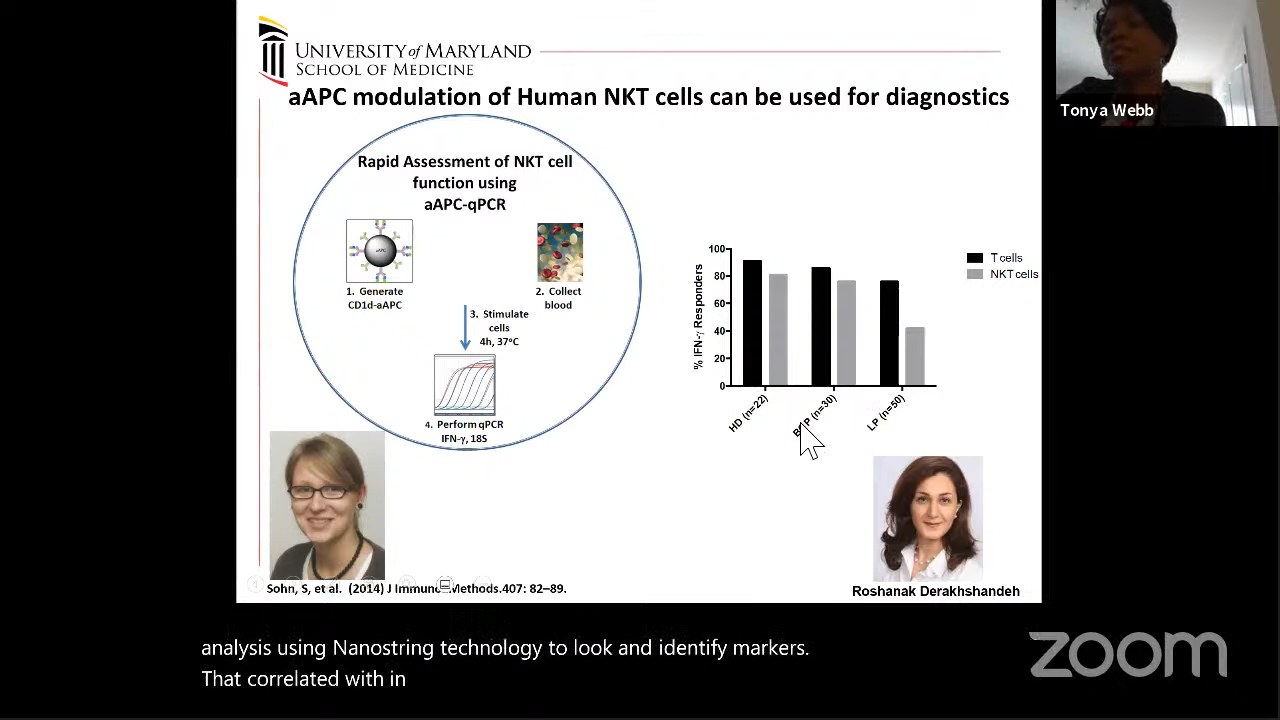 UNIVERSITY of MARYLAND
SCHOOL OF MEDICINE
aAPC modulation of Human NKT cells can be used for diagnostics
Tonya Webb
Rapid Assessment of NKT cell
function using
aAPC-qPCR
aAPC
1. Generate
CD1d-aAPC
2. Collect
blood
3. Stimulate
cells
4h, 37°C
4. Perform qPCR
IFN-γ, 18S
% IFN-γ Responders
100
80
60
40
20
0
HD (n=22)
(n=30)
LP (n=50)
T cells
NKT cells
Sohn, S, et al. (2014) J Immuno Methods.407: 82–89.
Roshanak Derakhshandeh
analysis using Nanostring technology to look and identify markers.
That correlated with in
zoom